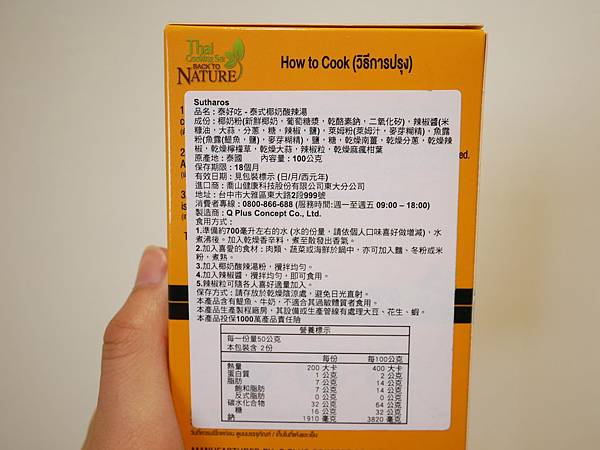 Thai
Cooking Set
BACK TO
NATURE
How to Cook (วิธีการปรุง)
Sutharos
品名：泰好吃 - 泰式椰奶酸辣湯
成份：椰奶粉(新鮮椰奶，葡萄糖漿，乾酪素鈉，二氧化矽)，辣椒醬(米
糠油，大蒜，分蔥，糖，辣椒，鹽)，萊姆粉(萊姆汁，麥芽糊精)，魚露
粉(魚露(鯷魚，鹽)，麥芽糊精)，鹽，糖，乾燥南薑，乾燥分蔥，乾燥辣
椒，乾燥檸檬草，乾燥大蒜，辣椒粒，乾燥麻瘋柑葉
原產地：泰國 內容量：100公克
保存期限：18個月
有效日期：見包裝標示 (日/月/西元年)
進口商：喬山健康科技股份有限公司東大分公司
地址：台中市大雅區東大路2段999號
消費者專線：0800-866-688 (服務時間:週一至週五 09:00 – 18:00)
製造商：Q Plus Concept Co., Ltd.
食用方式：
1.準備約700毫升左右的水 (水的份量，請依個人口味喜好做增減)，水
煮沸後。加入乾燥香辛料，煮至散發出香氣。
2.加入喜愛的食材：肉類、蔬菜或海鮮於鍋中，亦可加入麵、冬粉或米
粉，煮熟。
3.加入椰奶酸辣湯粉，攪拌均勻。
4.加入辣椒醬，攪拌均勻，即可食用。
5.辣椒粒可隨各人喜好適量加入。
保存方式：請存放於乾燥陰涼處，避免日光直射。
本產品含有鯷魚、牛奶，不適合其過敏體質者食用。
本產品生產製程廠房，其設備或生產管線有處理大豆、花生、蝦。
本產品投保1000萬產品責任險
營養標示
每一份量50公克
本包裝含 2份
每份 每100公克
熱量 200 大卡 400 大卡
蛋白質 1 公克 2 公克
脂肪 7 公克 14 公克
飽和脂肪 7 公克 14 公克
反式脂肪 0 公克 0 公克
碳水化合物 32 公克 64 公克
糖 16 公克 32 公克
鈉 1910 毫克 3820 毫克